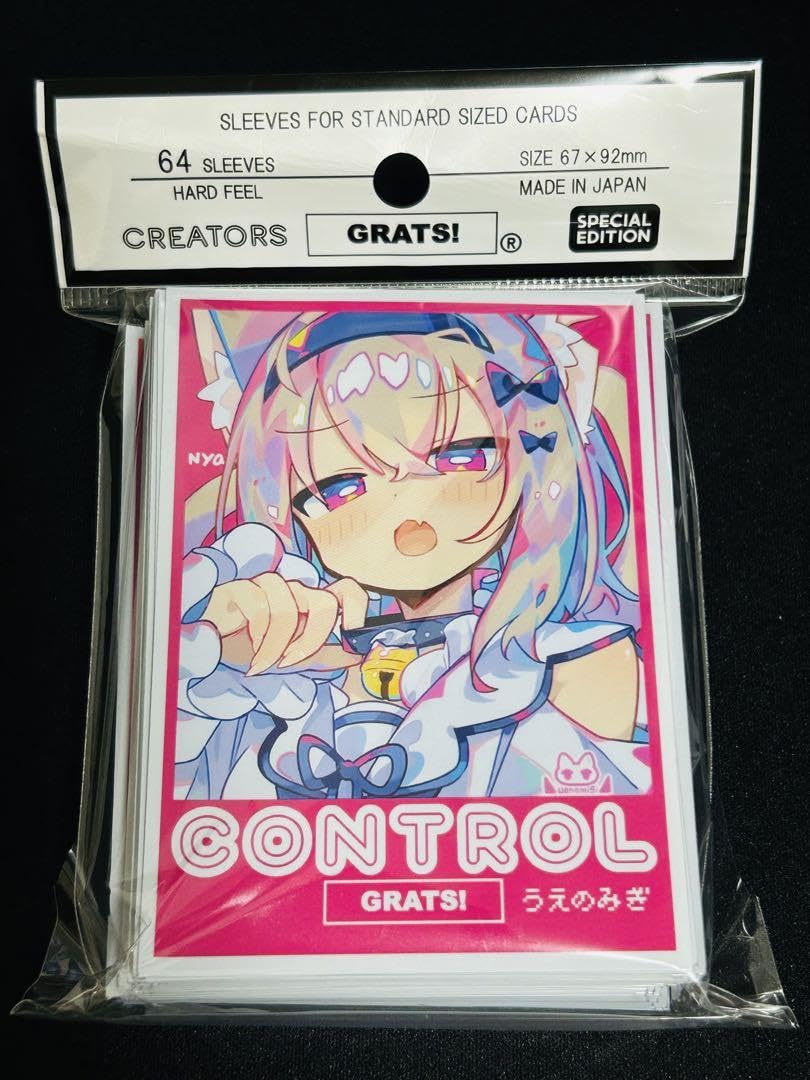 SLEEVES FOR STANDARD SIZED CARDS
64 SLEEVES
HARD FEEL
SIZE 67×92mm
MADE IN JAPAN
CREATORS GRATS! ® SPECIAL EDITION
Nya
uenomigi
CONTROL
GRATS! うえのみぎ